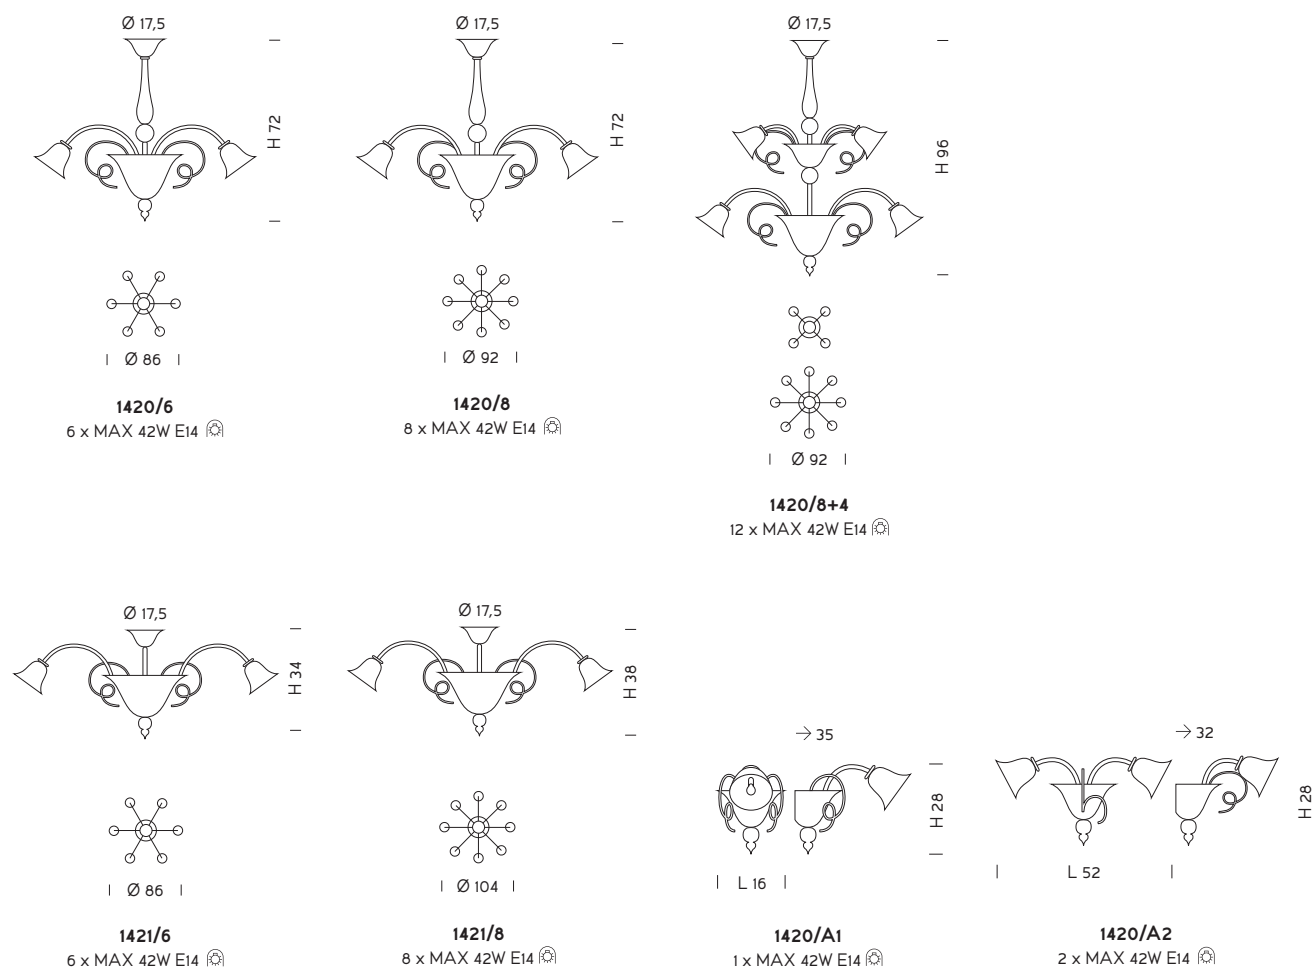 Ø 17,5
H 72
Ø 86
1420/6
6 x MAX 42W E14
Ø 17,5
H 72
Ø 92
1420/8
8 x MAX 42W E14
Ø 17,5
H 96
Ø 92
1420/8+4
12 x MAX 42W E14
Ø 17,5
H 34
Ø 86
1421/6
6 x MAX 42W E14
Ø 17,5
H 38
Ø 104
1421/8
8 x MAX 42W E14
→ 35
H 28
L 16
1420/A1
1 x MAX 42W E14
→ 32
H 28
L 52
1420/A2
2 x MAX 42W E14